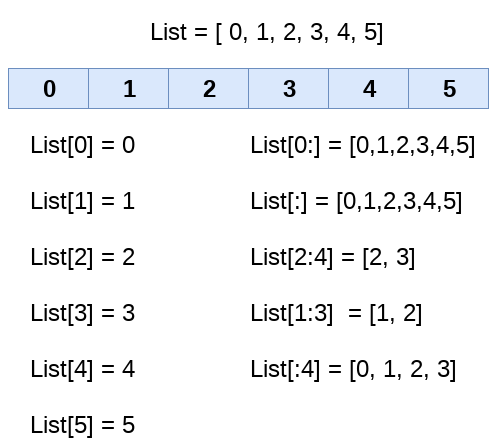 List = [ 0, 1, 2, 3, 4, 5]
0 1 2 3 4 5
List[0] = 0 List[0:] = [0,1,2,3,4,5]
List[1] = 1 List[:] = [0,1,2,3,4,5]
List[2] = 2 List[2:4] = [2, 3]
List[3] = 3 List[1:3]  = [1, 2]
List[4] = 4 List[:4] = [0, 1, 2, 3]
List[5] = 5